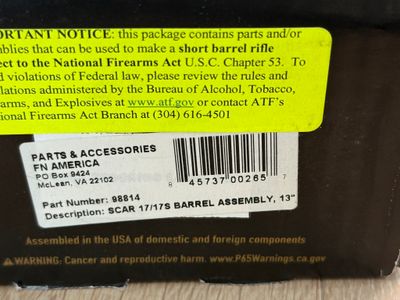 ORTANT NOTICE: this package contains parts and/or
blies that can be used to make a short barrel rifle
ect to the National Firearms Act U.S.C. Chapter 53. To
d violations of Federal law, please review the rules and
lations administered by the Bureau of Alcohol, Tobacco,
arms, and Explosives at www.atf.gov or contact ATF's
ional Firearms Act Branch at (304) 616-4501
PARTS & ACCESSORIES
FN AMERICA
PO Box 9424
McLean, VA 22102
8 45737 00265 7
Part Number: 98814
Description: SCAR 17/17S BARREL ASSEMBLY, 13"
Assembled in the USA of domestic and foreign components
⚠WARNING: Cancer and reproductive harm. www.P65Warnings.ca.gov